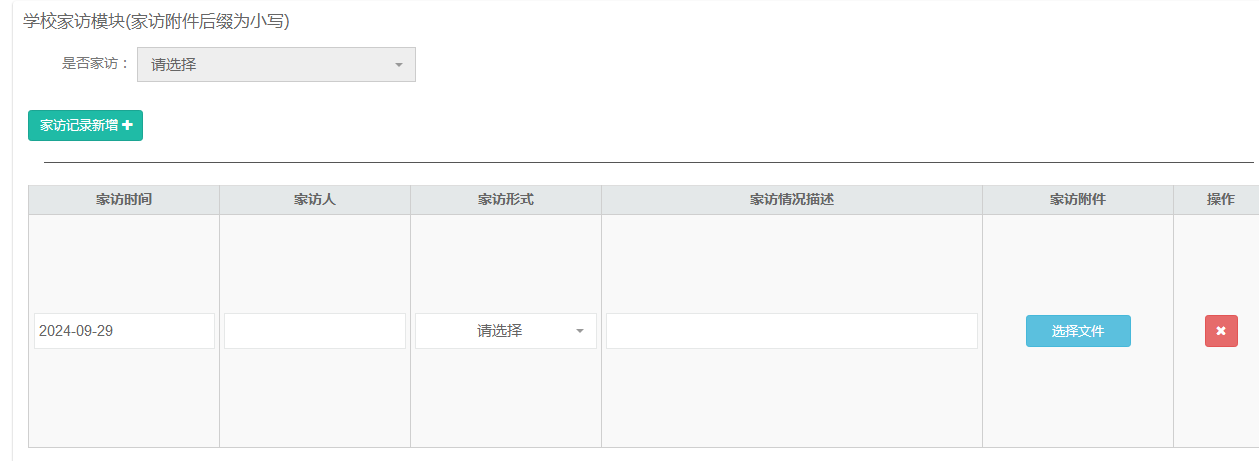 学校家访模块(家访附件后缀为小写)
是否家访： 请选择
家访记录新增
家访时间 家访人 家访形式 家访情况描述 家访附件 操作
2024-09-29 请选择 选择文件